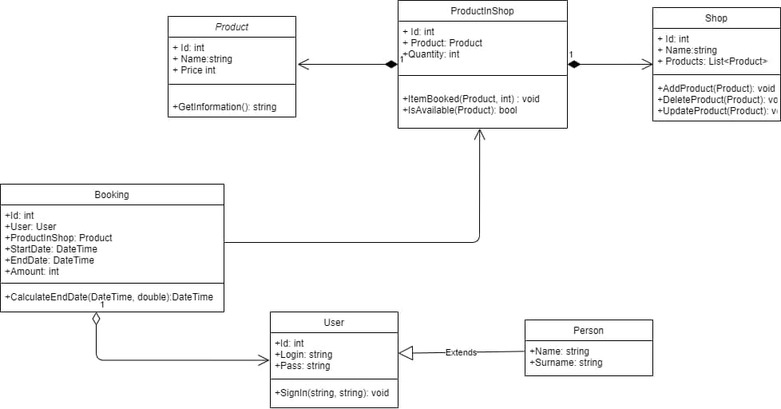 Product
+ Id: int
+ Name:string
+ Price int
+GetInformation(): string
ProductInShop
+ Id: int
+ Product: Product
+Quantity: int
+ItemBooked(Product, int) : void
+IsAvailable(Product): bool
1
1
Shop
+ Id: int
+ Name:string
+ Products: List<Product>
+AddProduct(Product): void
+DeleteProduct(Product): vo
+UpdateProduct(Product): v
Booking
+Id: int
+User: User
+ProductInShop: Product
+StartDate: DateTime
+EndDate: DateTime
+Amount: int
+CalculateEndDate(DateTime, double):DateTime
1
User
+Id: int
+Login: string
+Pass: string
+SignIn(string, string): void
Extends
Person
+Name: string
+Surname: string